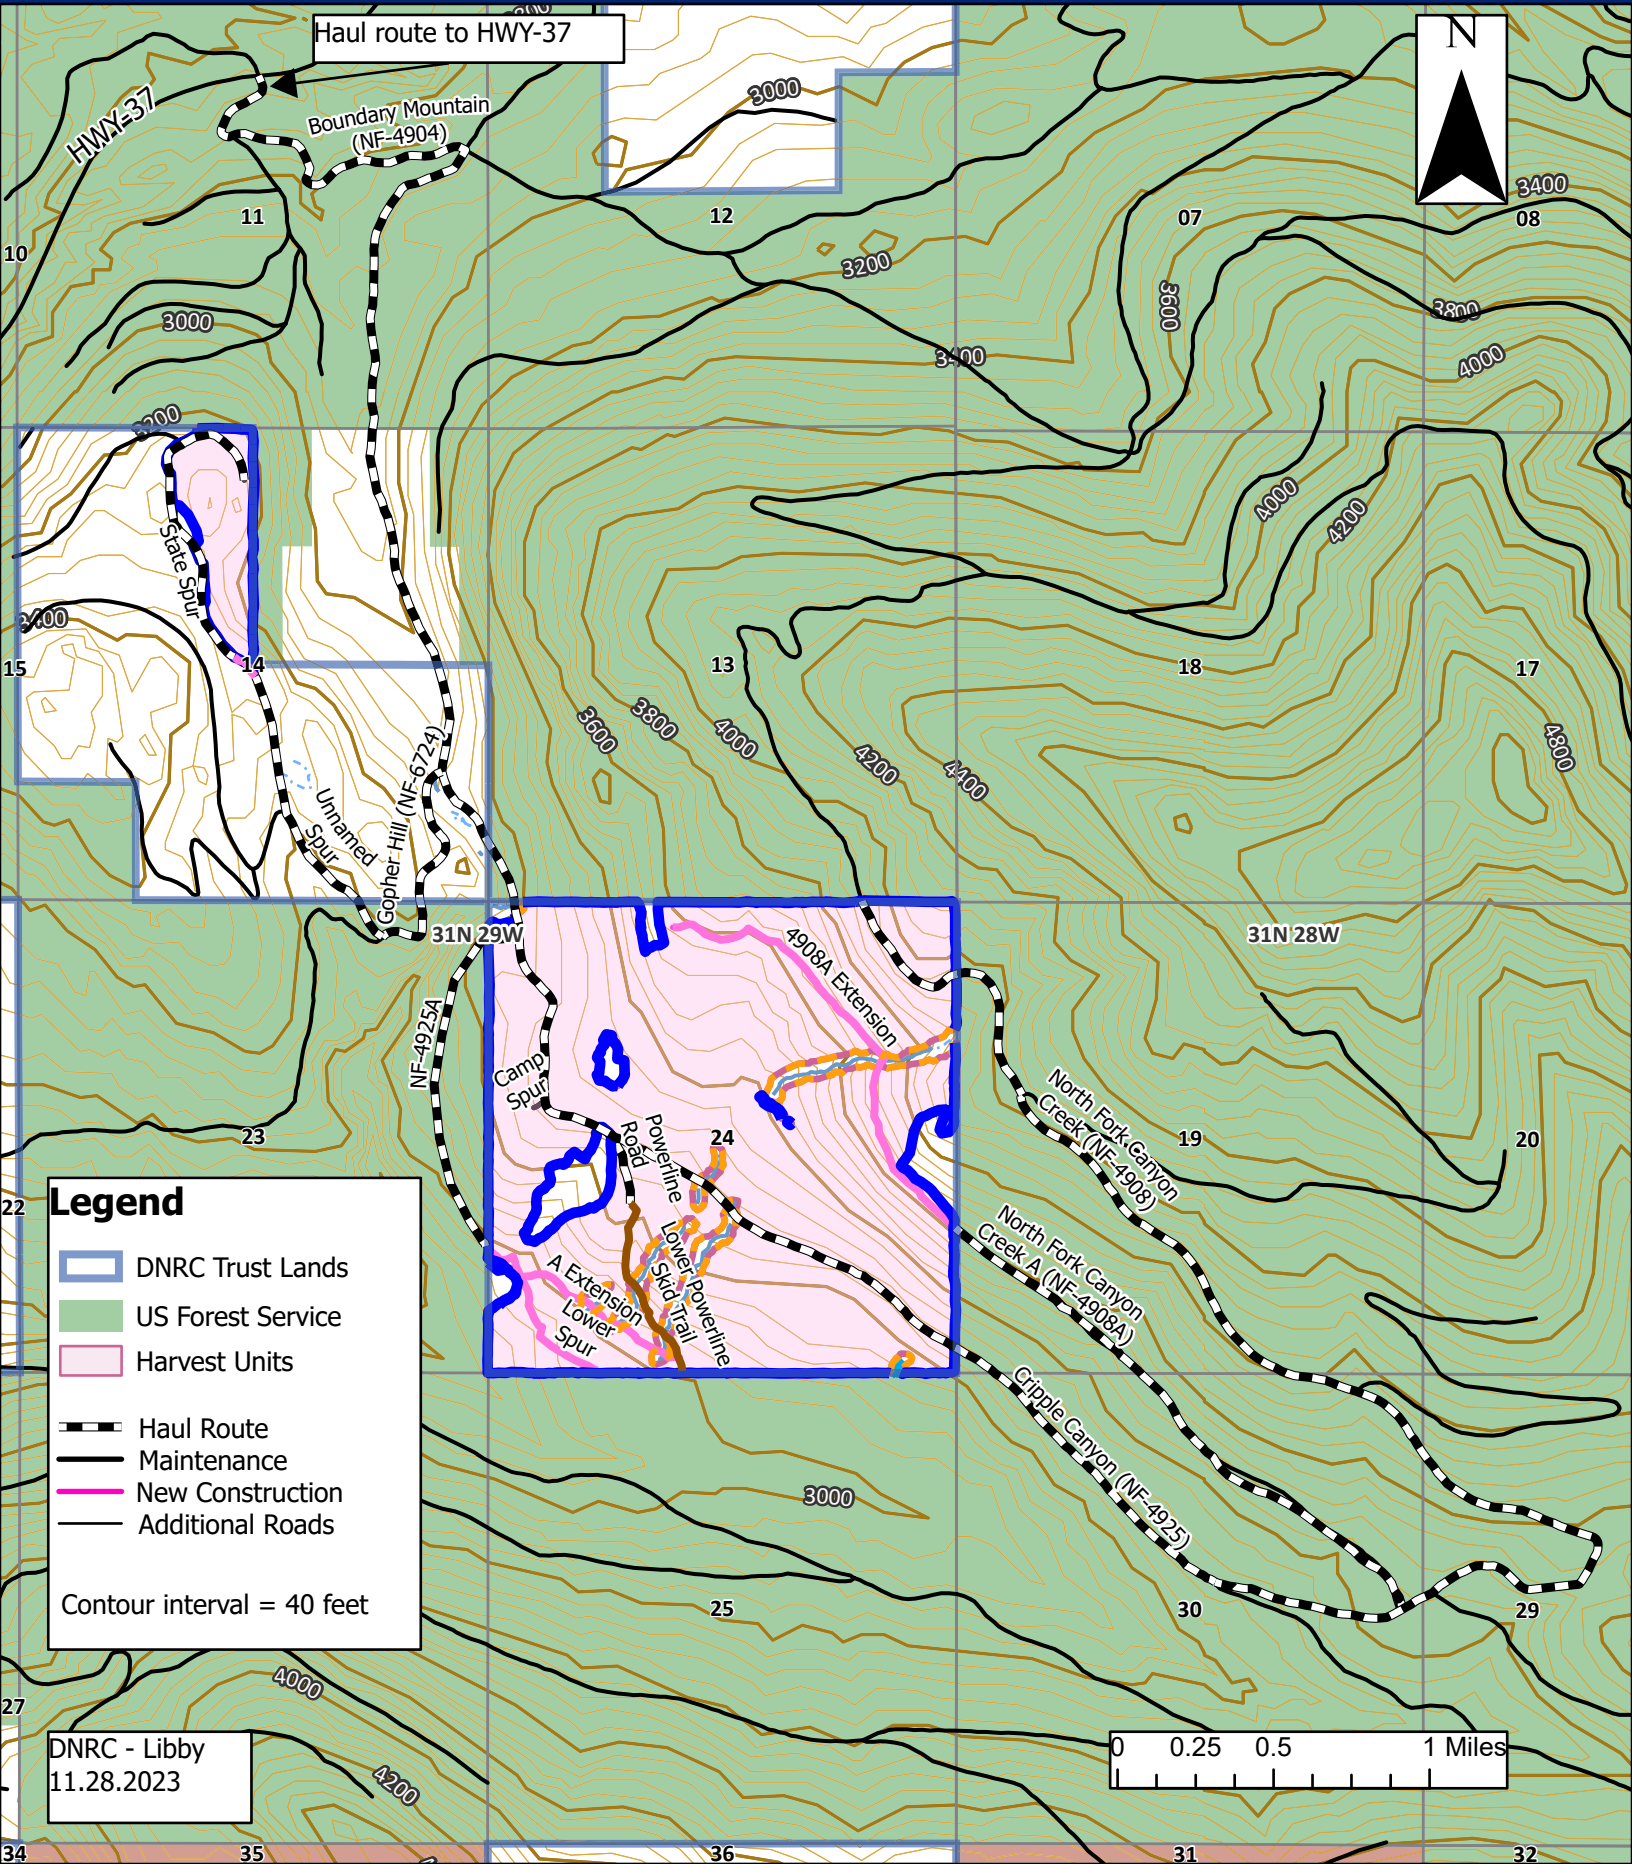 Haul route to HWY-37
N
HWY-37
Boundary Mountain
(NF-4904)
3000
3400
10
11
12
07
08
3200
3600
3800
3000
3400
4000
3200
4000
4200
State Spur
3400
15
14
13
18
17
3600
3800
4000
4200
4400
4800
Unnamed
Spur
Gopher Hill (NF-6724)
31N 29W
31N 28W
4908A Extension
NF-4925A
Camp
Spur
Powerline
Road
23
24
19
20
North Fork Canyon
Creek (NF-4908)
22
North Fork Canyon
Creek A (NF-4908A)
Lower Powerline
Skid Trail
A Extension
Lower
Spur
Cripple Canyon (NF-4925)
Legend
DNRC Trust Lands
US Forest Service
Harvest Units
Haul Route
Maintenance
New Construction
Additional Roads
Contour interval = 40 feet
3000
25
30
29
27
4000
4200
DNRC - Libby
11.28.2023
0 0.25 0.5 1 Miles
34
35
36
31
32